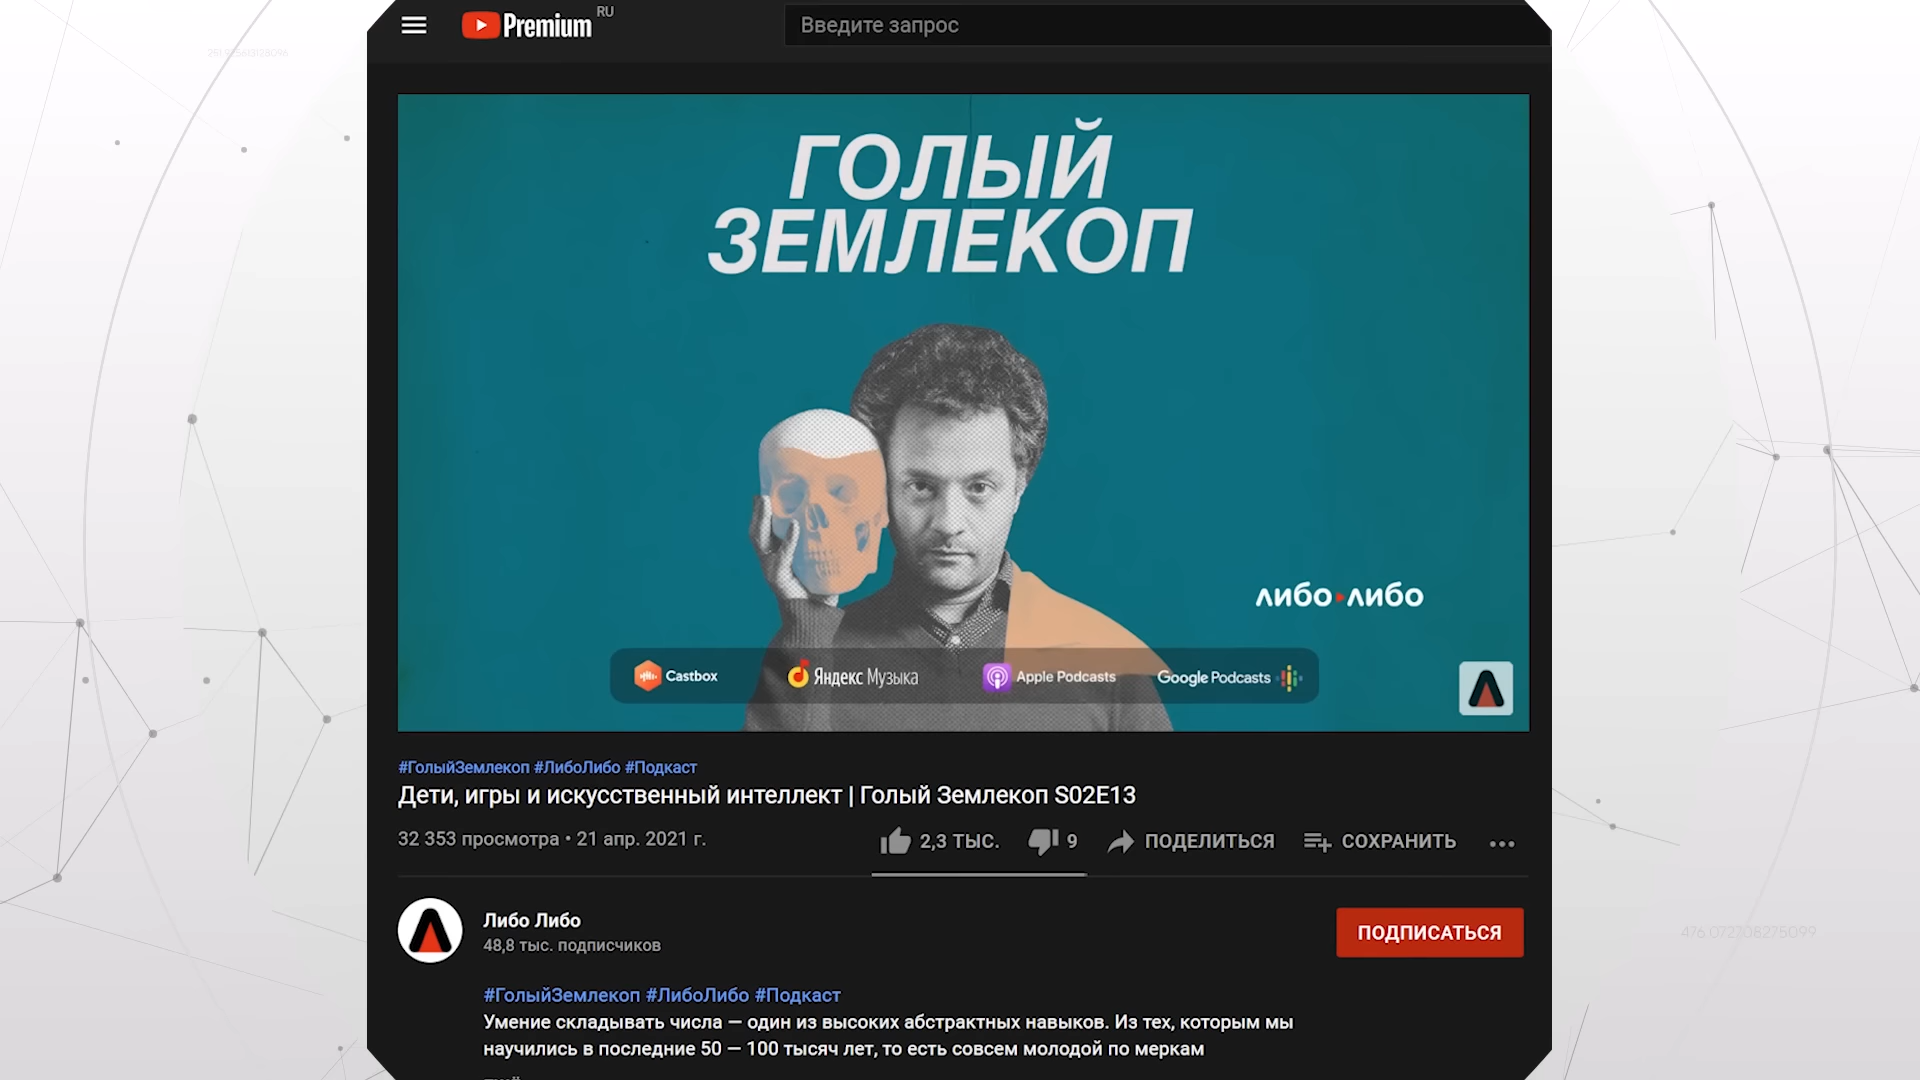 Premium RU
Введите запрос
ГОЛЫЙ
ЗЕМЛЕКОП
либо•либо
Castbox
Яндекс Музыка
Apple Podcasts
Google Podcasts
#ГолыйЗемлекоп #ЛибоЛибо #Подкаст
Дети, игры и искусственный интеллект | Голый Землекоп S02E13
32 353 просмотра • 21 апр. 2021 г.
2,3 ТЫС.
9
ПОДЕЛИТЬСЯ
СОХРАНИТЬ
Либо Либо
48,8 тыс. подписчиков
ПОДПИСАТЬСЯ
#ГолыйЗемлекоп #ЛибоЛибо #Подкаст
Умение складывать числа — один из высоких абстрактных навыков. Из тех, которым мы
научились в последние 50 — 100 тысяч лет, то есть совсем молодой по меркам
476.072708275099